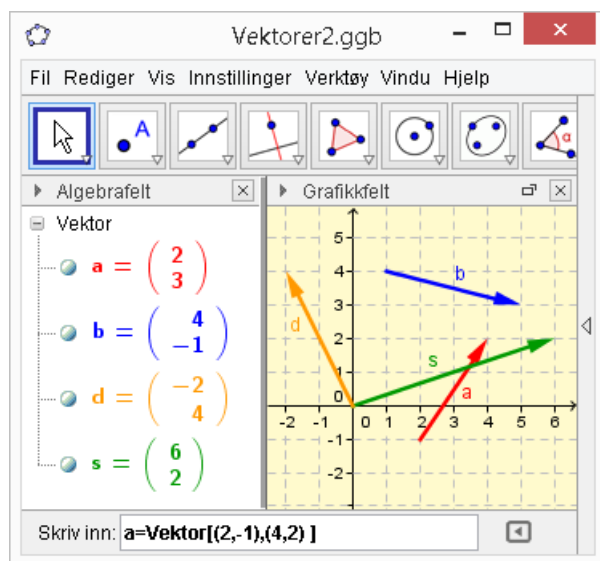 Vektorer2.ggb
Fil Rediger Vis Innstillinger Verktøy Vindu Hjelp
A
α
Algebrafelt
Grafikkfelt
Vektor
a = ( 2 3 )
b = ( 4 −1 )
d = ( −2 4 )
s = ( 6 2 )
5
4
b
3
d
2
s
1
a
0
-2 -1 0 1 2 3 4 5 6
-1
-2
Skriv inn: a=Vektor[(2,-1),(4,2) ]